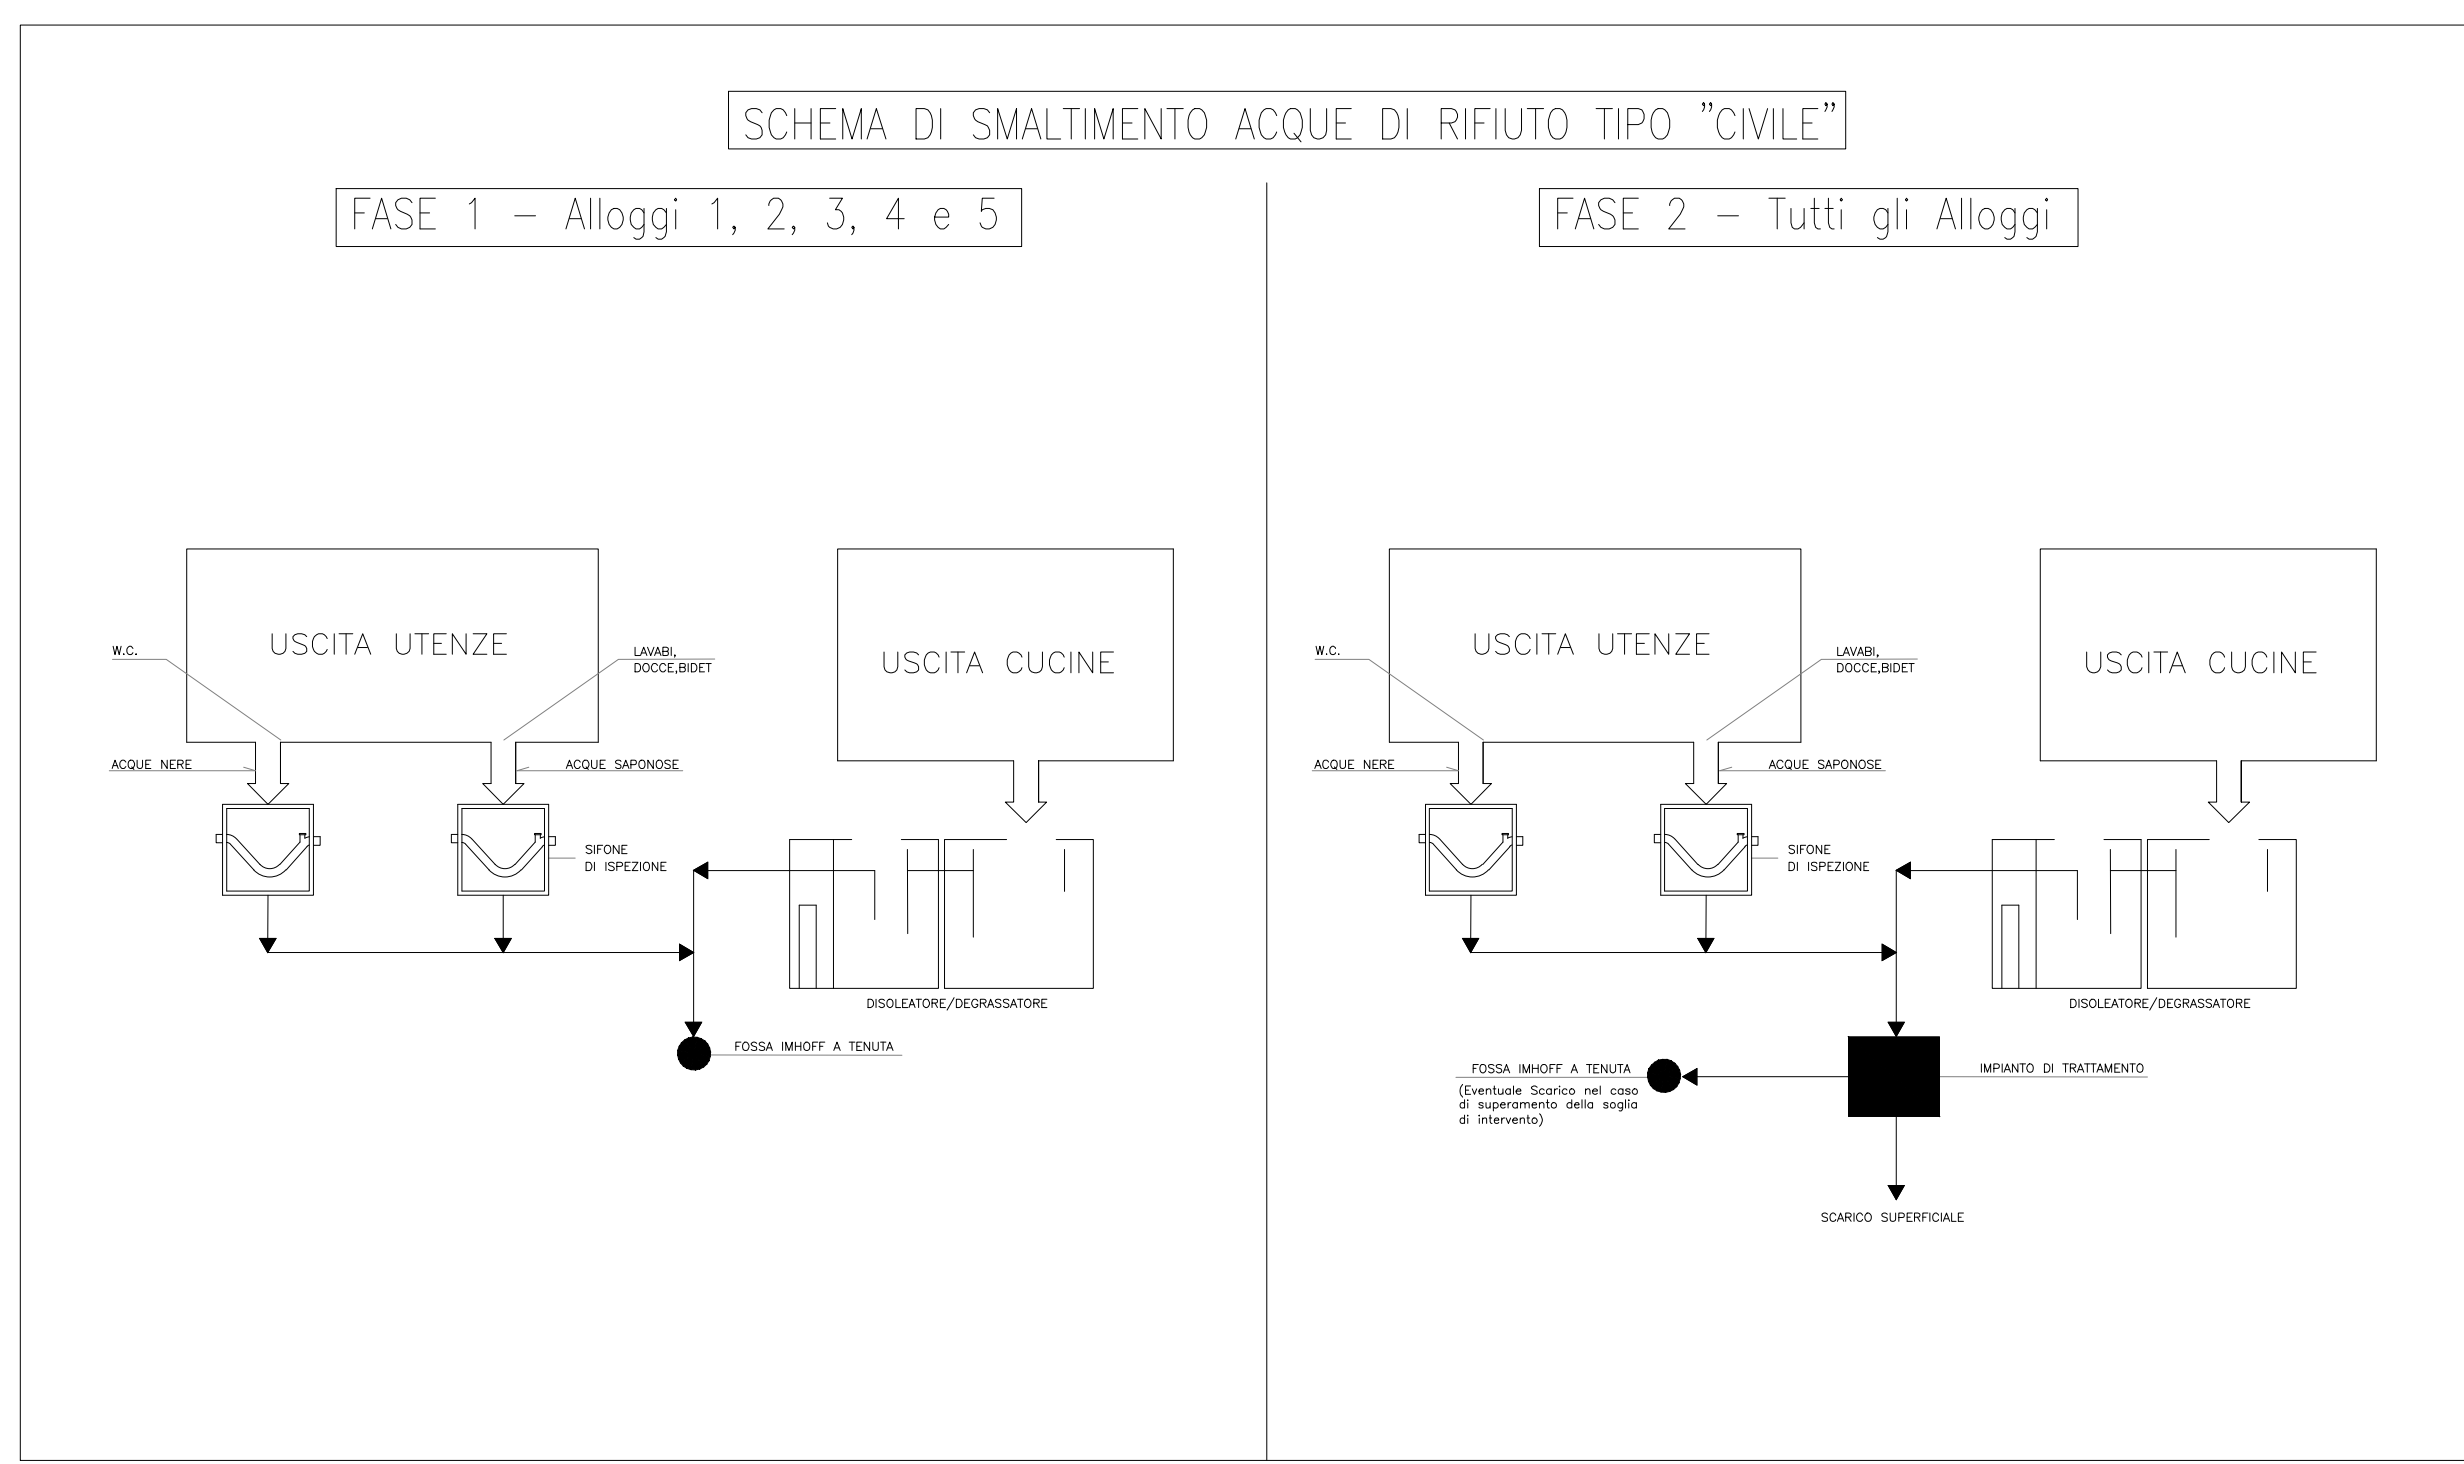 SCHEMA DI SMALTIMENTO ACQUE DI RIFIUTO TIPO "CIVILE"
FASE 1 - Alloggi 1, 2, 3, 4 e 5
USCITA UTENZE
W.C.
LAVABI,
DOCCE,BIDET
USCITA CUCINE
ACQUE NERE
ACQUE SAPONOSE
SIFONE
DI ISPEZIONE
DISOLEATORE/DEGRASSATORE
FOSSA IMHOFF A TENUTA
FASE 2 - Tutti gli Alloggi
USCITA UTENZE
W.C.
LAVABI,
DOCCE,BIDET
USCITA CUCINE
ACQUE NERE
ACQUE SAPONOSE
SIFONE
DI ISPEZIONE
DISOLEATORE/DEGRASSATORE
FOSSA IMHOFF A TENUTA
(Eventuale Scarico nel caso
di superamento della soglia
di intervento)
IMPIANTO DI TRATTAMENTO
SCARICO SUPERFICIALE